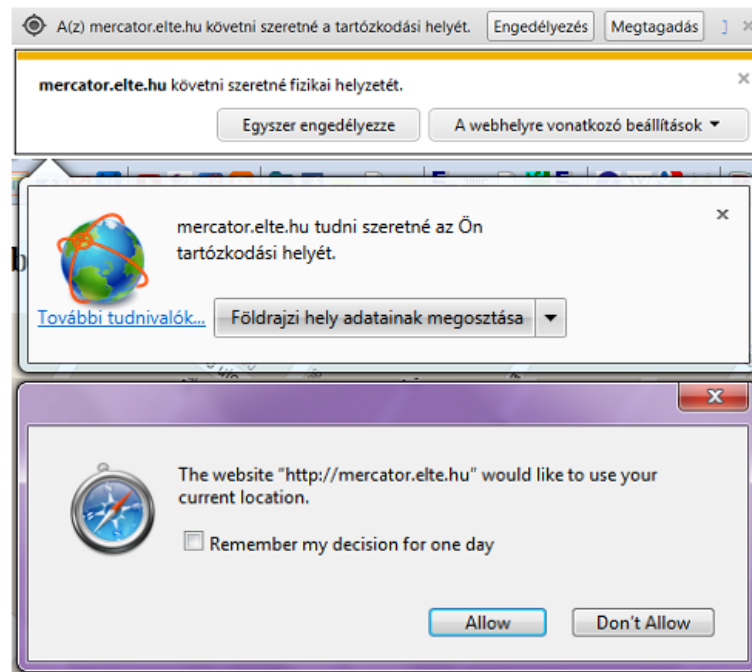 A(z) mercator.elte.hu követni szeretné a tartózkodási helyét. Engedélyezés Megtagadás
mercator.elte.hu követni szeretné fizikai helyzetét.
Egyszer engedélyezze A webhelyre vonatkozó beállítások
mercator.elte.hu tudni szeretné az Ön
tartózkodási helyét.
További tudnivalók... Földrajzi hely adatainak megosztása
The website "http://mercator.elte.hu" would like to use your
current location.
Remember my decision for one day
Allow Don't Allow